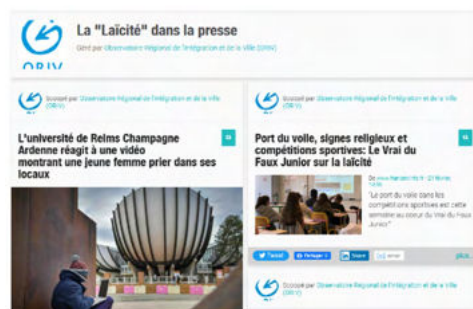 La "Laïcité" dans la presse
Géré par Observatoire Régional de l'Intégration et de la Ville (ORIV)
ORIV
Scoopé par Observatoire Régional de l'Intégration et de la Ville
(ORIV)
L'université de Reims Champagne
Ardenne réagit à une vidéo
montrant une jeune femme prier dans ses
locaux
Scoopé par Observatoire Régional de l'Intégration et de la Ville
(ORIV)
Port du voile, signes religieux et
compétitions sportives: Le Vrai du
Faux Junior sur la laïcité
"Le port du voile dans les
compétitions sportives est cette
semaine au coeur du Vrai du Faux
Junior"
Tweet
Partager
Share
plus...
Scoopé par Observatoire Régional de l'Intégration et de la Ville
(ORIV)